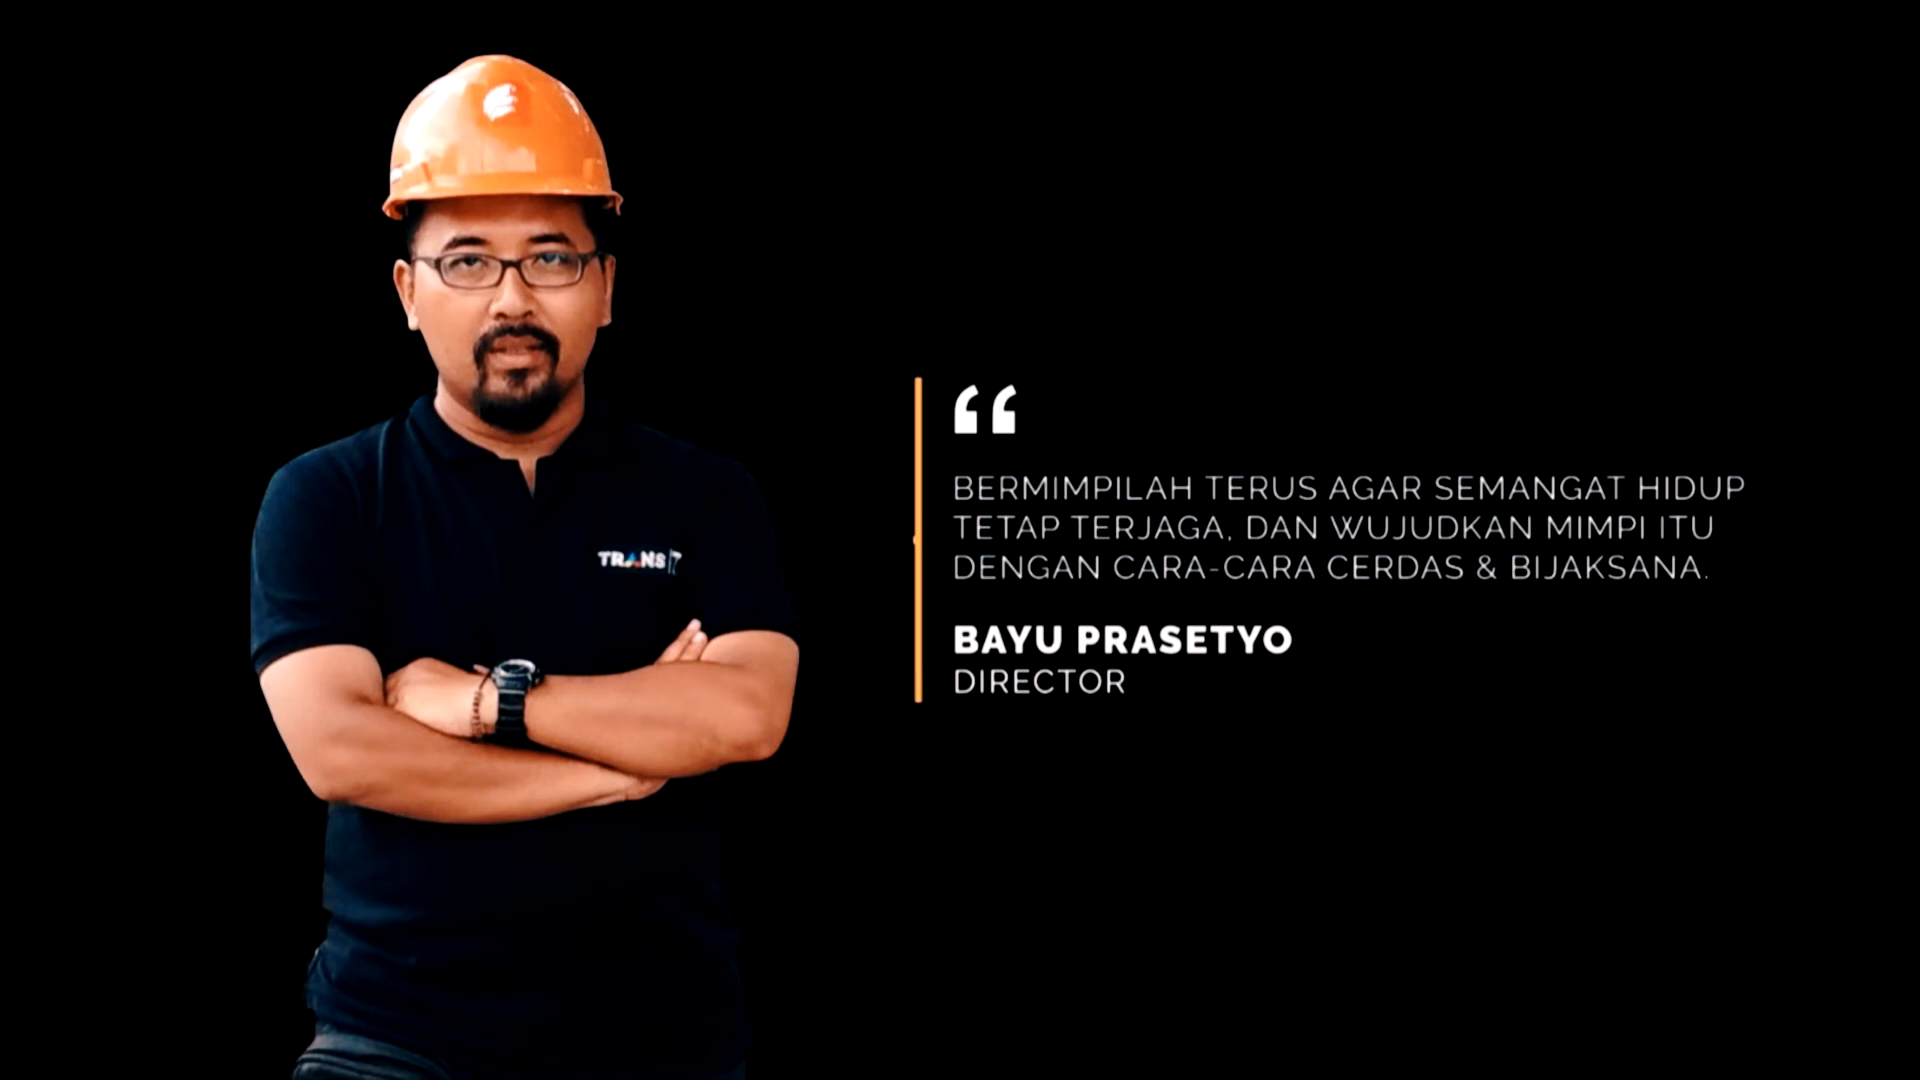 TRANS 7
“
BERMIMPILAH TERUS AGAR SEMANGAT HIDUP
TETAP TERJAGA, DAN WUJUDKAN MIMPI ITU
DENGAN CARA-CARA CERDAS & BIJAKSANA.
BAYU PRASETYO
DIRECTOR